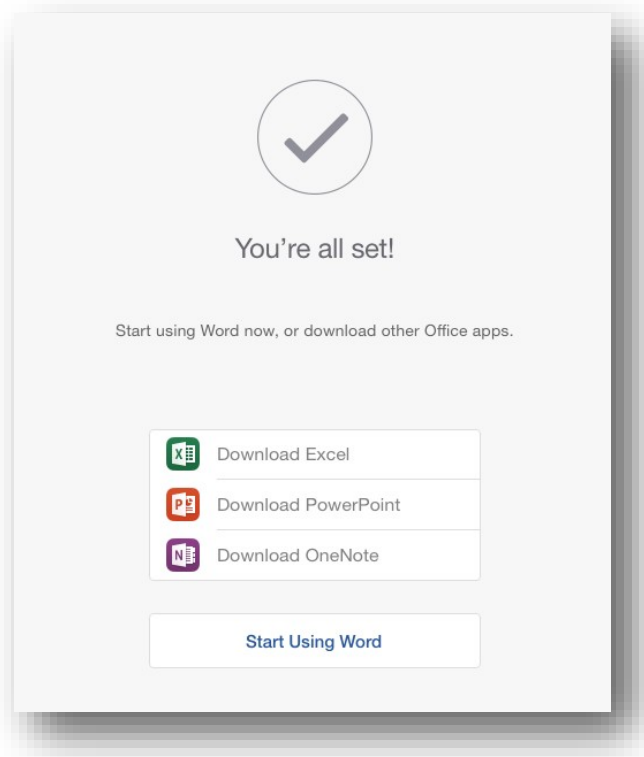 You’re all set!
Start using Word now, or download other Office apps.
X Download Excel
P Download PowerPoint
N Download OneNote
Start Using Word